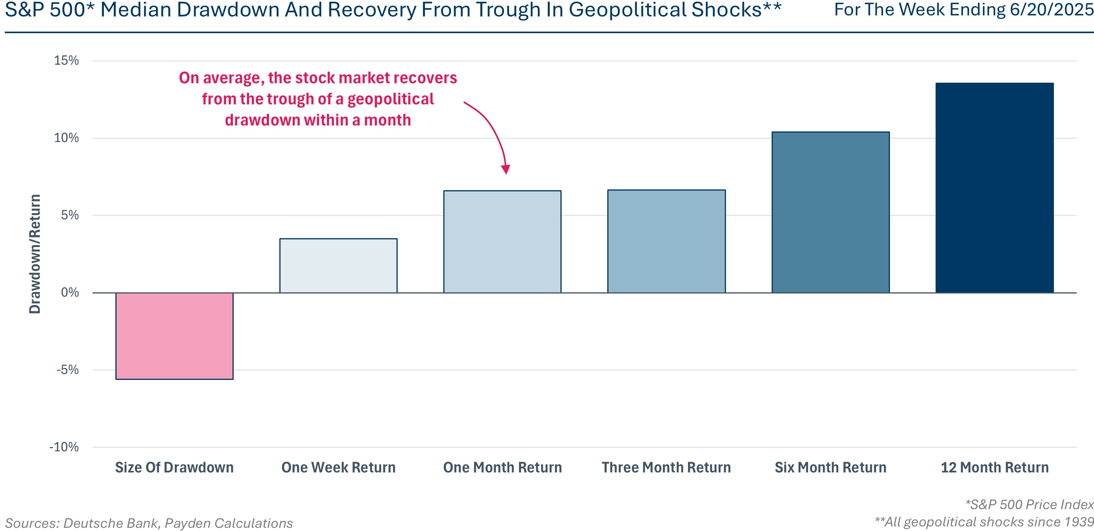 S&P 500* Median Drawdown And Recovery From Trough In Geopolitical Shocks**
For The Week Ending 6/20/2025
15%
On average, the stock market recovers
from the trough of a geopolitical
drawdown within a month
10%
5%
0%
-5%
-10%
Drawdown/Return
Size Of Drawdown
One Week Return
One Month Return
Three Month Return
Six Month Return
12 Month Return
*S&P 500 Price Index
Sources: Deutsche Bank, Payden Calculations
**All geopolitical shocks since 1939